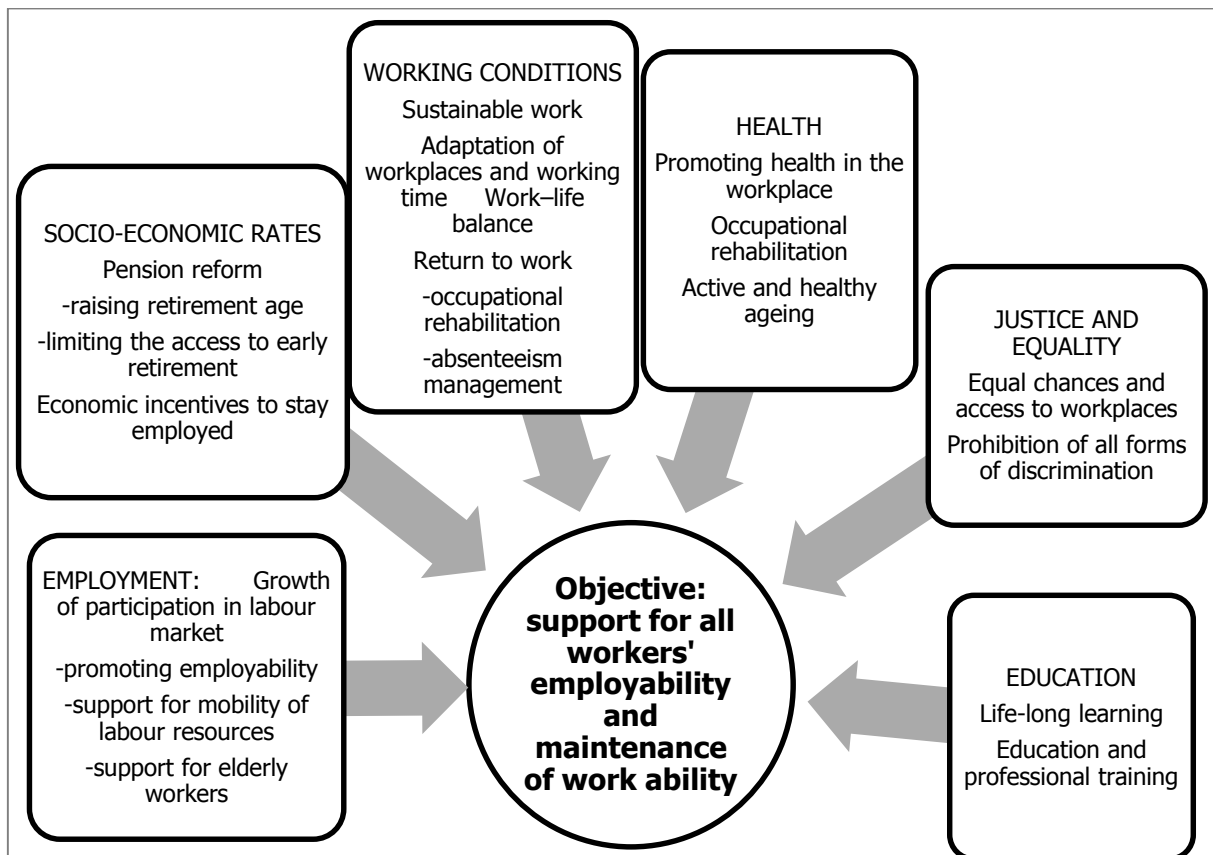 SOCIO-ECONOMIC RATES
Pension reform
-raising retirement age
-limiting the access to early
retirement
Economic incentives to stay
employed
WORKING CONDITIONS
Sustainable work
Adaptation of
workplaces and working
time Work–life
balance
Return to work
-occupational
rehabilitation
-absenteeism
management
HEALTH
Promoting health in the
workplace
Occupational
rehabilitation
Active and healthy
ageing
JUSTICE AND
EQUALITY
Equal chances and
access to workplaces
Prohibition of all forms
of discrimination
EMPLOYMENT: Growth
of participation in labour
market
-promoting employability
-support for mobility of
labour resources
-support for elderly
workers
Objective:
support for all
workers'
employability
and
maintenance
of work ability
EDUCATION
Life-long learning
Education and
professional training